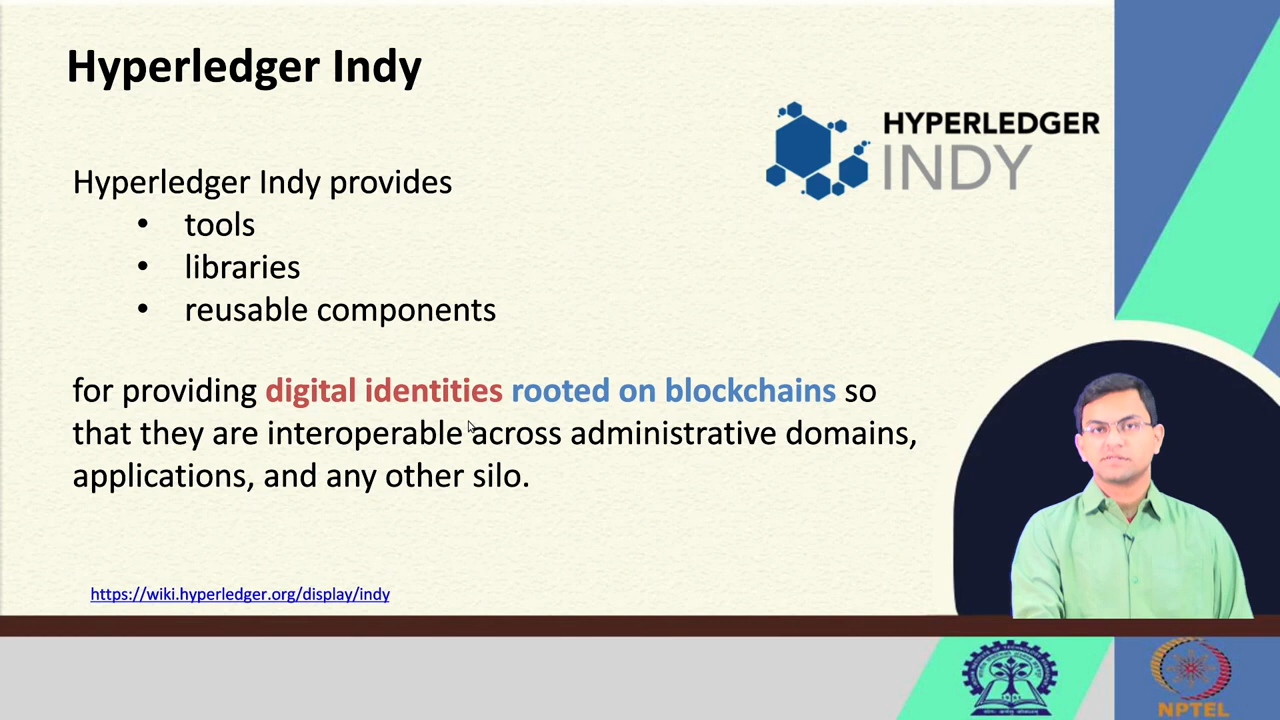 Hyperledger Indy
HYPERLEDGER
INDY
Hyperledger Indy provides
• tools
• libraries
• reusable components
for providing digital identities rooted on blockchains so
that they are interoperable across administrative domains,
applications, and any other silo.
https://wiki.hyperledger.org/display/indy
NPTEL